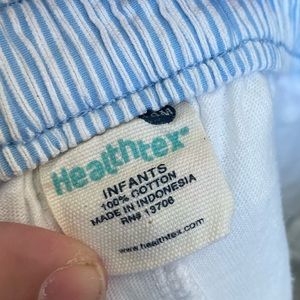 Healthtex
INFANTS
100% COTTON
MADE IN INDONESIA
RN# 13706
www.healthtex.com